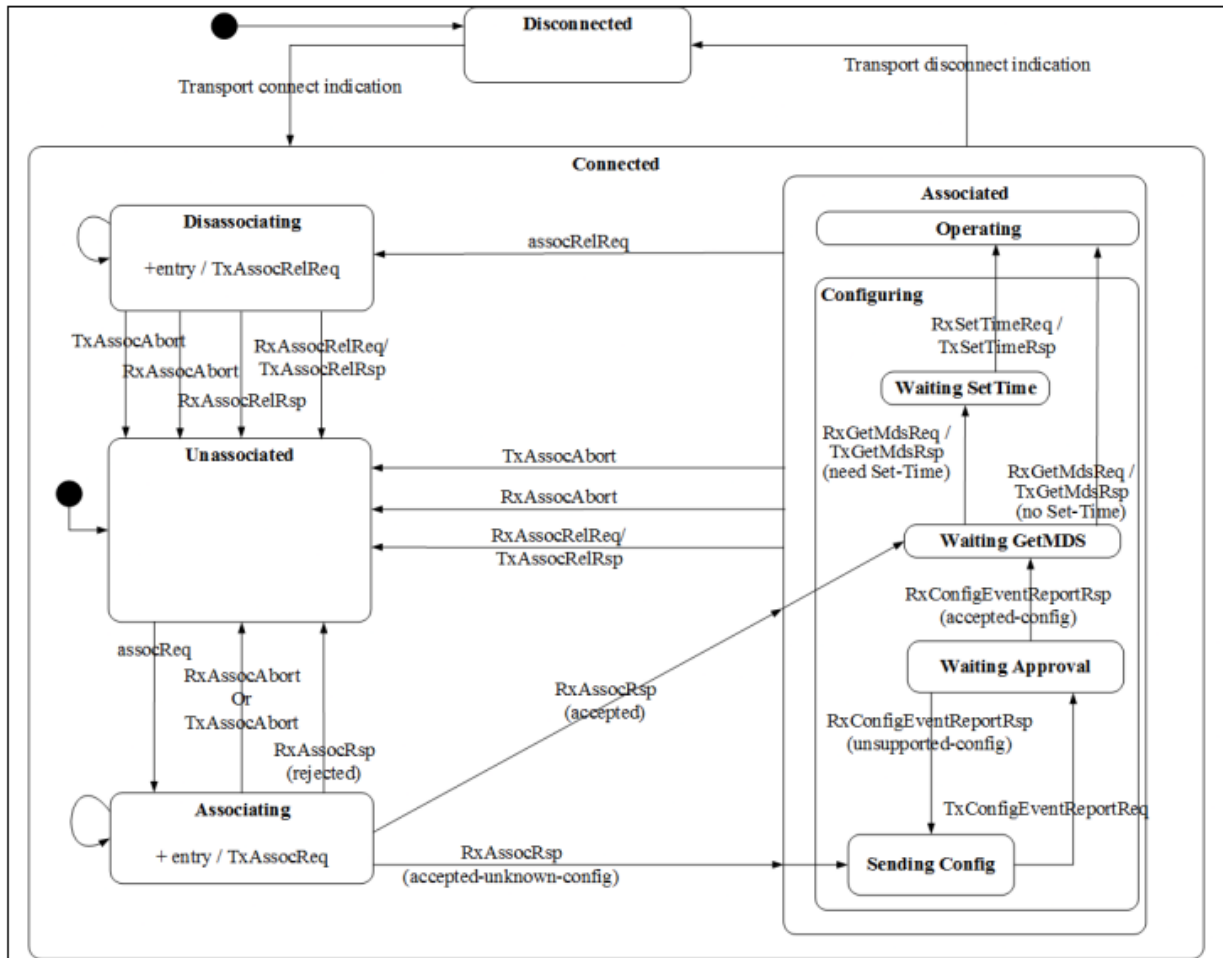 Disconnected
Transport connect indication
Transport disconnect indication
Connected
Associated
Disassociating
+entry / TxAssocRelReq
assocRelReq
Operating
Configuring
RxSetTimeReq /
TxSetTimeRsp
TxAssocAbort
RxAssocAbort
RxAssocRelRsp
RxAssocRelReq/
TxAssocRelRsp
Waiting SetTime
Unassociated
TxAssocAbort
RxAssocAbort
RxAssocRelReq/
TxAssocRelRsp
RxGetMdsReq /
TxGetMdsRsp
(need Set-Time)
RxGetMdsReq /
TxGetMdsRsp
(no Set-Time)
Waiting GetMDS
RxConfigEventReportRsp
(accepted-config)
assocReq
RxAssocAbort
Or
TxAssocAbort
RxAssocRsp
(rejected)
RxAssocRsp
(accepted)
Waiting Approval
RxConfigEventReportRsp
(unsupported-config)
TxConfigEventReportReq
Associating
+ entry / TxAssocReq
RxAssocRsp
(accepted-unknown-config)
Sending Config